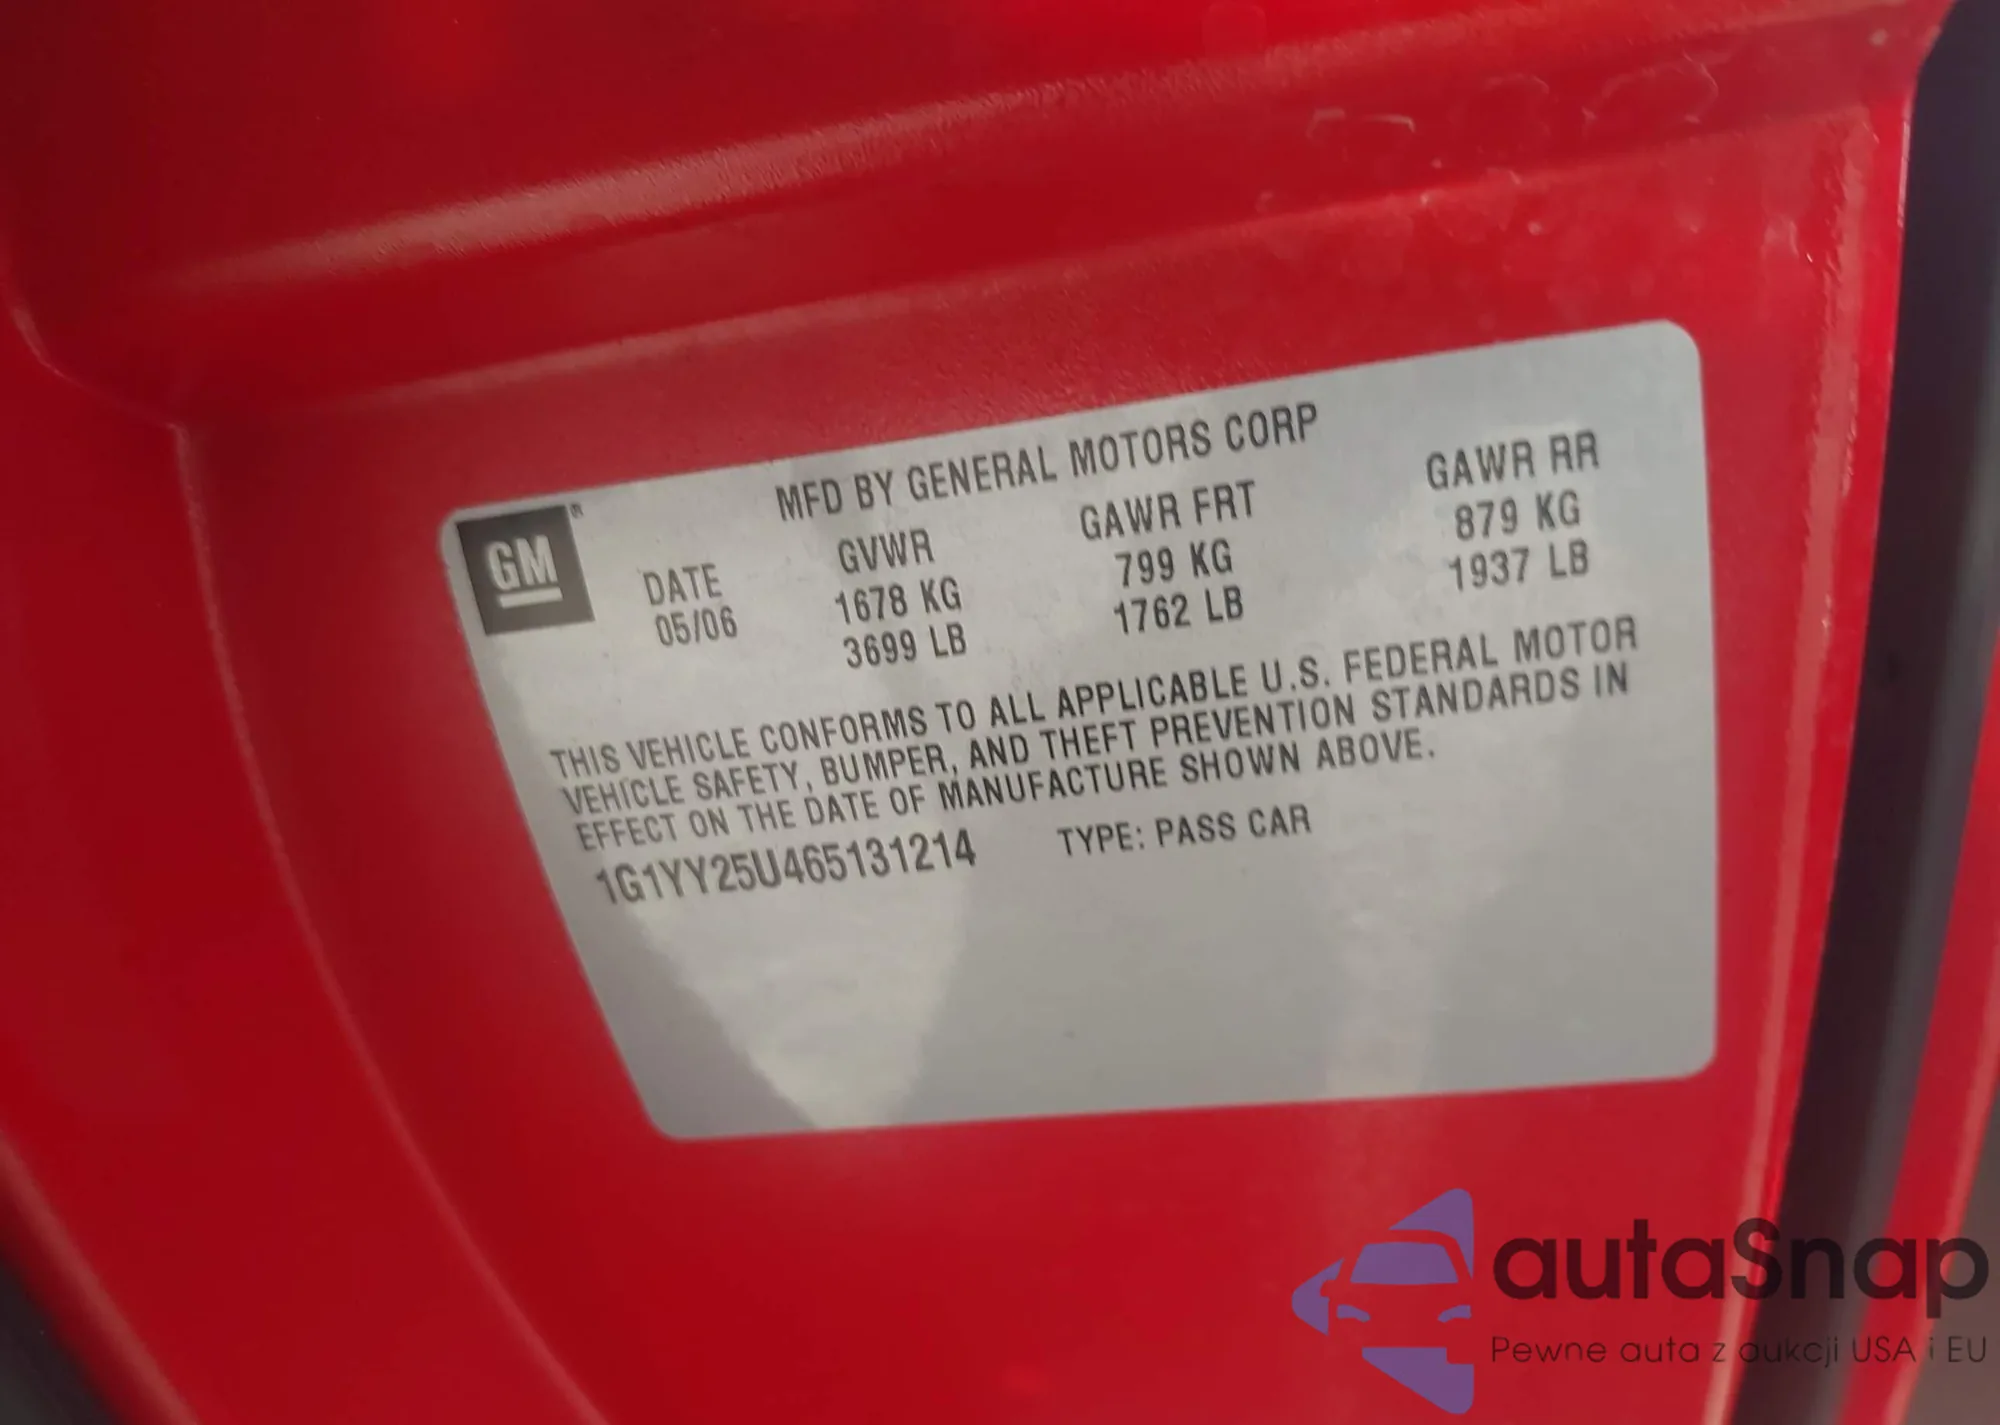 MFD BY GENERAL MOTORS CORP
GM®
DATE GVWR GAWR FRT GAWR RR
05/06 1678 KG 799 KG 879 KG
3699 LB 1762 LB 1937 LB
THIS VEHICLE CONFORMS TO ALL APPLICABLE U.S. FEDERAL MOTOR
VEHICLE SAFETY, BUMPER, AND THEFT PREVENTION STANDARDS IN
EFFECT ON THE DATE OF MANUFACTURE SHOWN ABOVE.
1G1YY25U465131214 TYPE: PASS CAR
autaSnap
Pewne auta z aukcji USA i EU